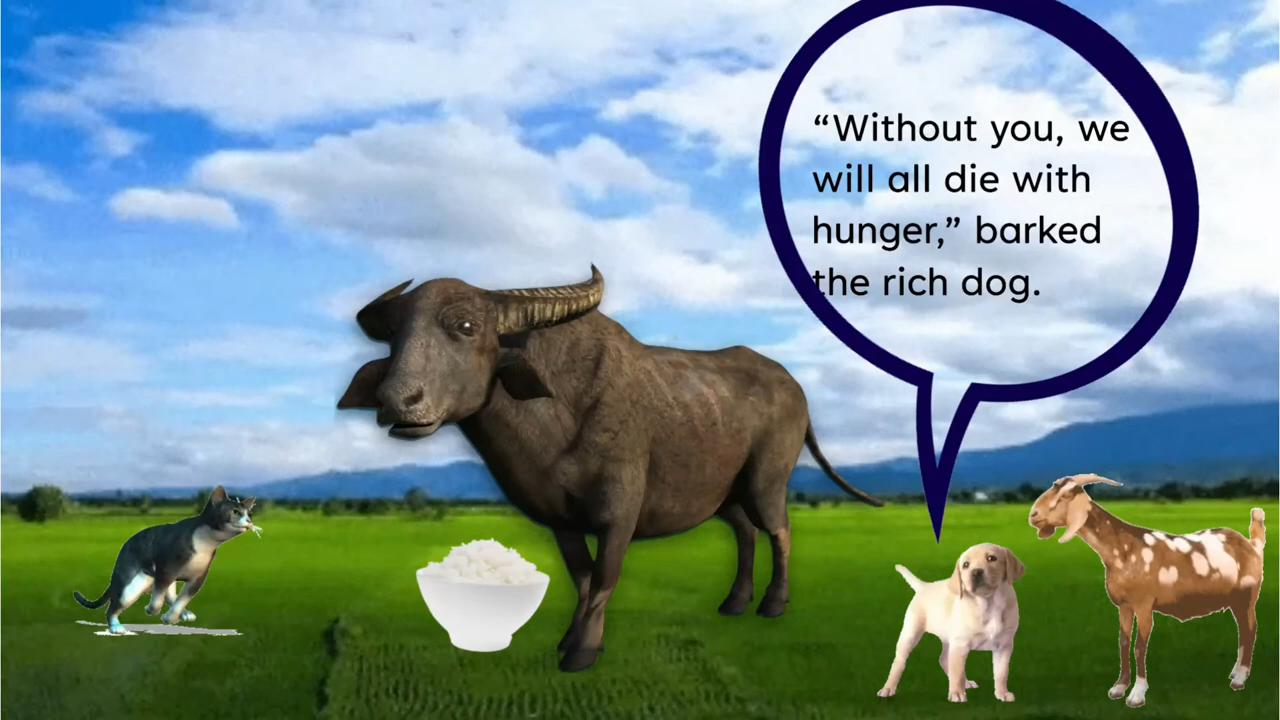 “Without you, we
will all die with
hunger,” barked
the rich dog.